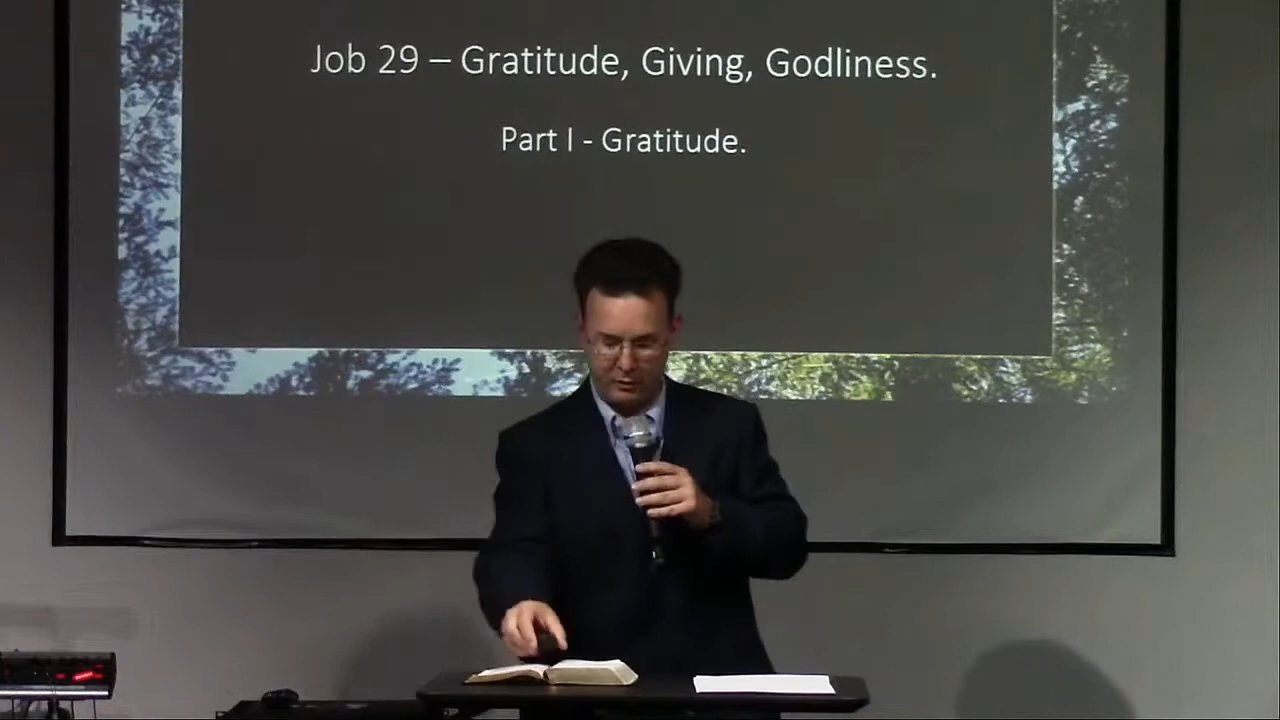 Job 29 – Gratitude, Giving, Godliness.
Part I - Gratitude.